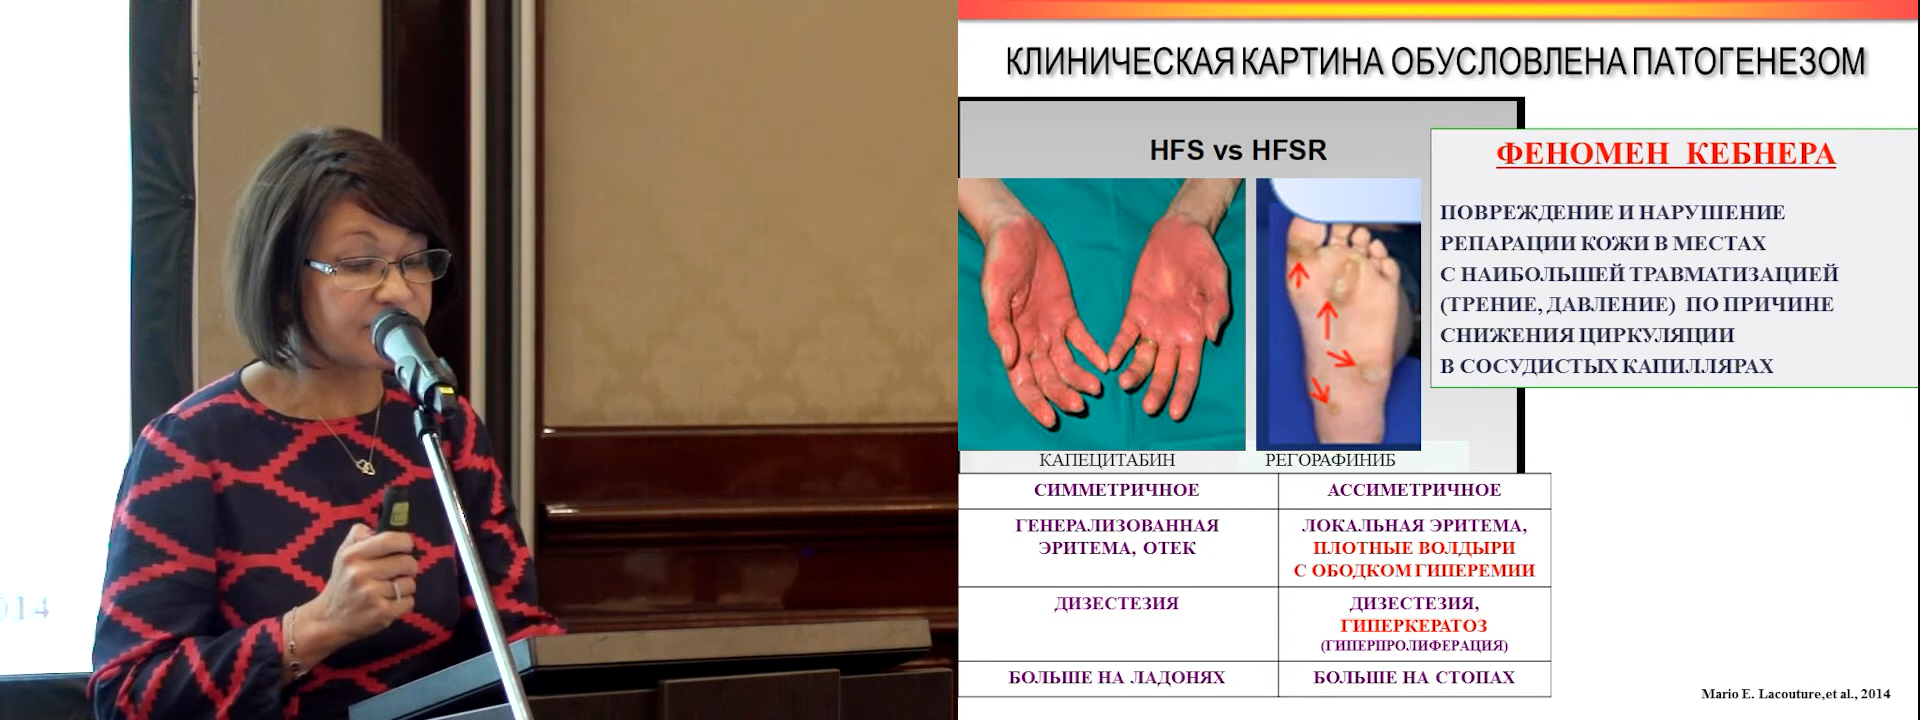 КЛИНИЧЕСКАЯ КАРТИНА ОБУСЛОВЛЕНА ПАТОГЕНЕЗОМ
HFS vs HFSR
ФЕНОМЕН КЕБНЕРА
ПОВРЕЖДЕНИЕ И НАРУШЕНИЕ
РЕПАРАЦИИ КОЖИ В МЕСТАХ
С НАИБОЛЬШЕЙ ТРАВМАТИЗАЦИЕЙ
(ТРЕНИЕ, ДАВЛЕНИЕ) ПО ПРИЧИНЕ
СНИЖЕНИЯ ЦИРКУЛЯЦИИ
В СОСУДИСТЫХ КАПИЛЛЯРАХ
КАПЕЦИТАБИН РЕГОРАФИНИБ
СИММЕТРИЧНОЕ АССИМЕТРИЧНОЕ
ГЕНЕРАЛИЗОВАННАЯ
ЭРИТЕМА, ОТЕК
ЛОКАЛЬНАЯ ЭРИТЕМА,
ПЛОТНЫЕ ВОЛДЫРИ
С ОБОДКОМ ГИПЕРЕМИИ
ДИЗЕСТЕЗИЯ
ДИЗЕСТЕЗИЯ,
ГИПЕРКЕРАТОЗ
(ГИПЕРПРОЛИФЕРАЦИЯ)
БОЛЬШЕ НА ЛАДОНЯХ БОЛЬШЕ НА СТОПАХ
Mario E. Lacouture,et al., 2014
014